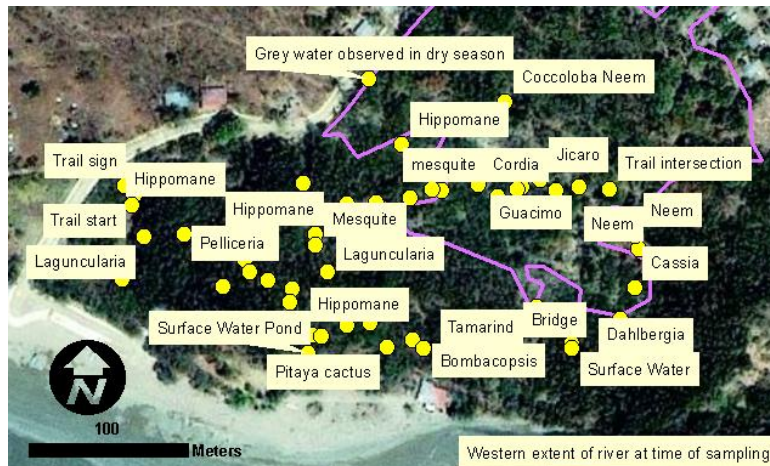 Grey water observed in dry season
Coccoloba Neem
Hippomane
Trail sign
Hippomane
mesquite
Cordia
Jicaro
Trail intersection
Trail start
Hippomane
Mesquite
Guacimo
Neem
Neem
Laguncularia
Pelliceria
Laguncularia
Cassia
Hippomane
Surface Water Pond
Tamarind
Bridge
Dahlbergia
Pitaya cactus
Bombacopsis
Surface Water
N
100
Meters
Western extent of river at time of sampling